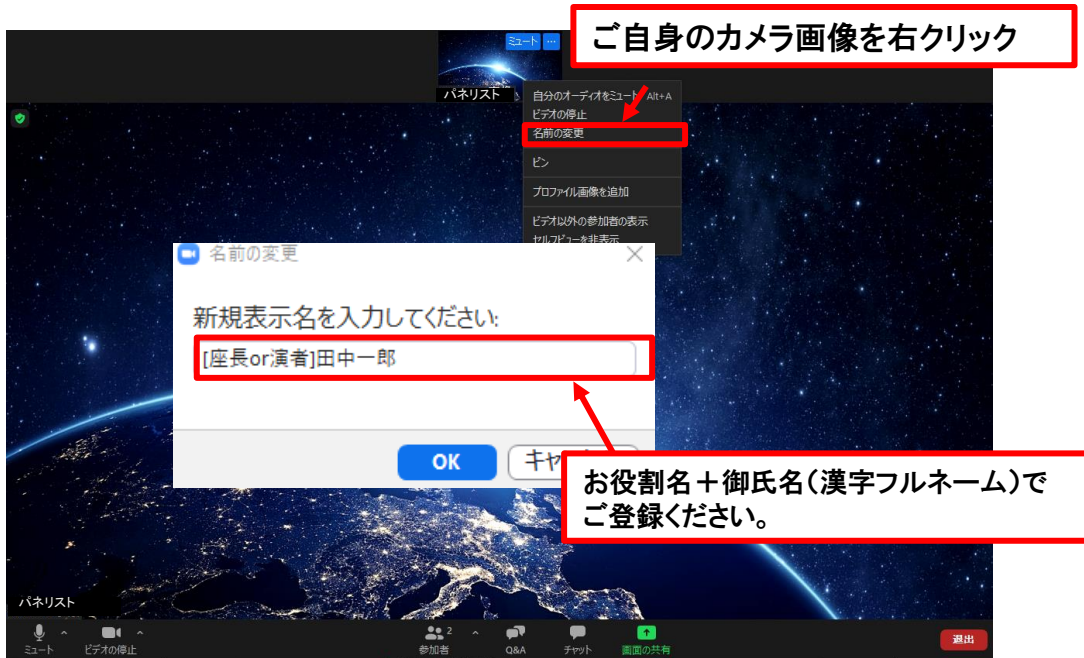 ご自身のカメラ画像を右クリック
ミュート ...
パネリスト
自分のオーディオをミュート Alt+A
ビデオの停止
名前の変更
ピン
プロファイル画像を追加
ビデオ以外の参加者の表示
セルフビューを非表示
名前の変更
新規表示名を入力してください:
[座長or演者]田中一郎
OK
キャ
お役割名＋御氏名(漢字フルネーム)で
ご登録ください。
パネリスト
ミュート
ビデオの停止
参加者 2
Q&A
チャット
画面の共有
退出